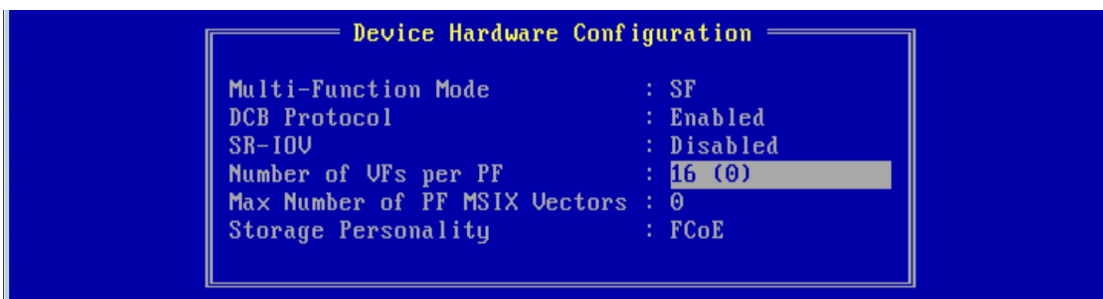 Device Hardware Configuration
Multi-Function Mode : SF
DCB Protocol : Enabled
SR-IOV : Disabled
Number of VFs per PF : 16 (0)
Max Number of PF MSIX Vectors : 0
Storage Personality : FCoE